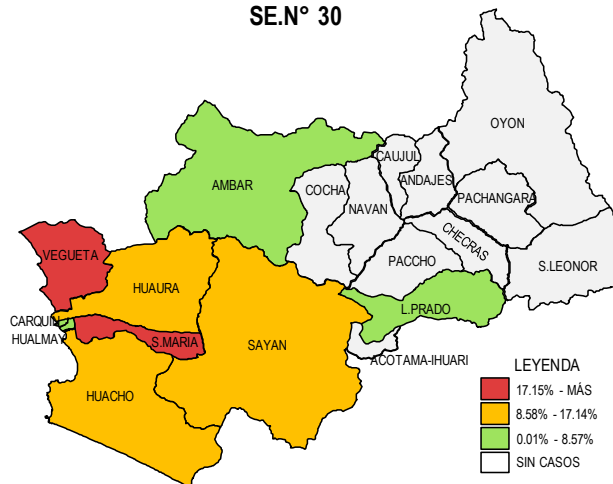 SE.N° 30
OYON
CAUJUL
AMBAR
ANDAJES
COCHA
PACHANGARA
NAVAN
CHECRAS
VEGUETA
PACCHO
S.LEONOR
HUAURA
L.PRADO
CARQUIN
HUALMAY
S.MARIA
SAYAN
ACOTAMA-IHUARI
HUACHO
LEYENDA
17.15% - MÁS
8.58% - 17.14%
0.01% - 8.57%
SIN CASOS